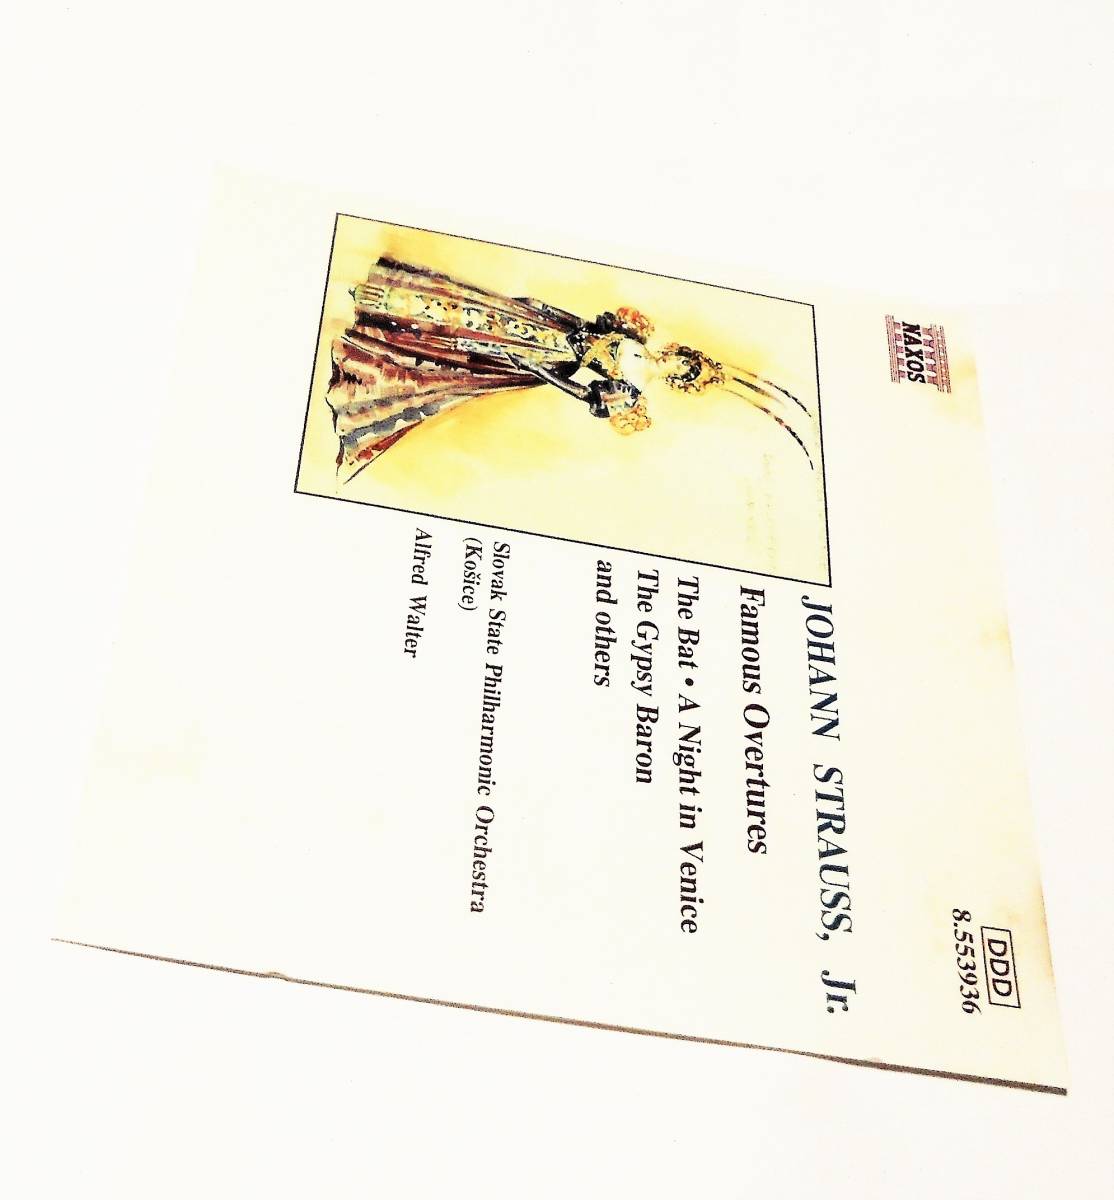 NAXOS
DDD
8.553936
JOHANN STRAUSS, Jr.
Famous Overtures
The Bat • A Night in Venice
The Gypsy Baron
and others
Slovak State Philharmonic Orchestra
(Košice)
Alfred Walter